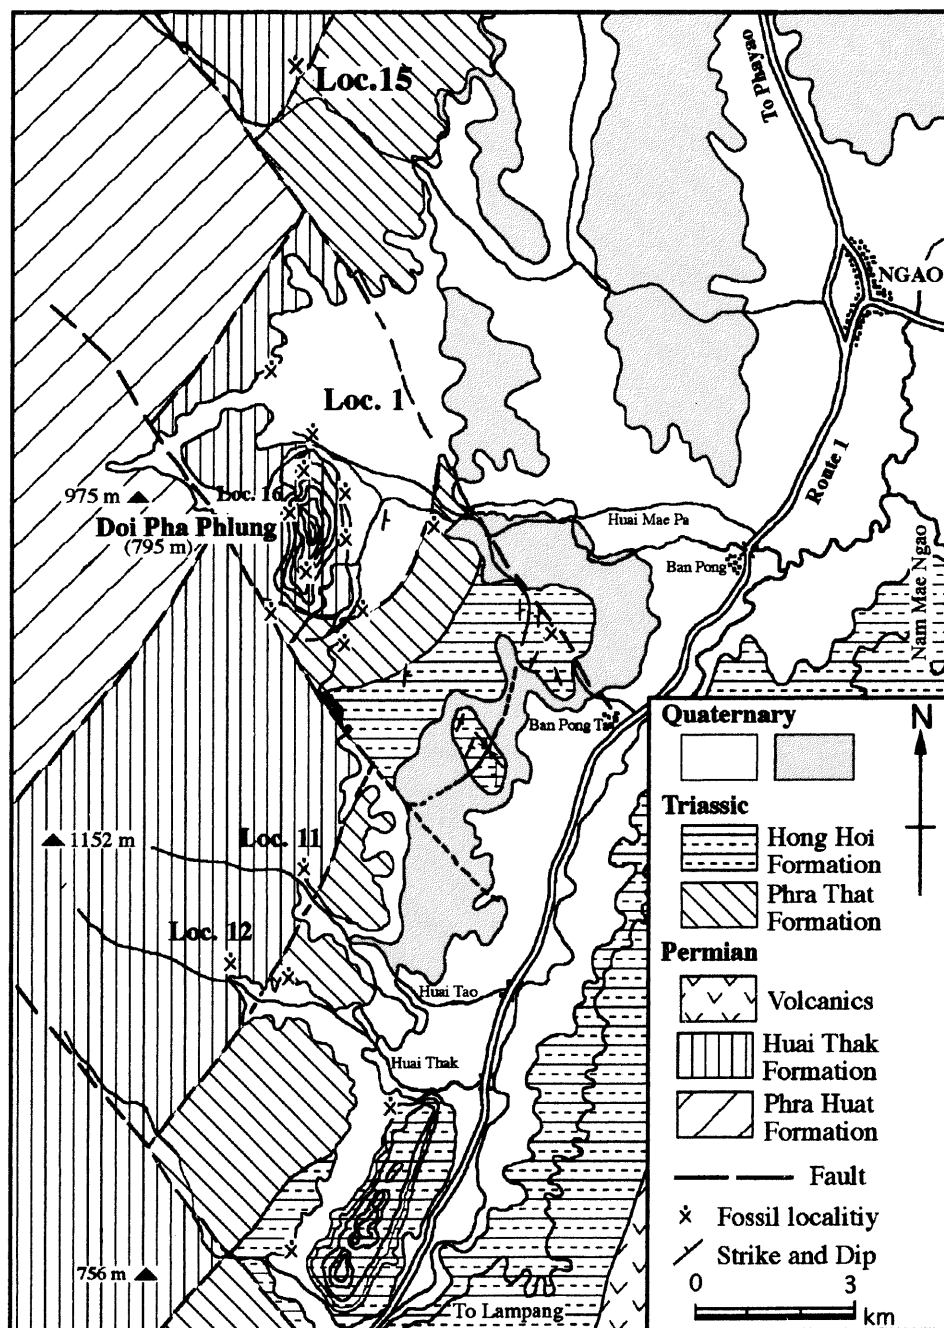 Loc.15
To Phayao
NGAO
Loc. 1
Route 1
975 m
Loc. 16
Doi Pha Phlung
(795 m)
Huai Mae Pa
Ban Pong
Nam Mae Ngao
Ban Pong Tai
1152 m
Loc. 11
Loc. 12
Huai Tao
Huai Thak
756 m
To Lampang
Quaternary
N
Triassic
Hong Hoi
Formation
Phra That
Formation
Permian
Volcanics
Huai Thak
Formation
Phra Huat
Formation
Fault
Fossil localitiy
Strike and Dip
0 3
km